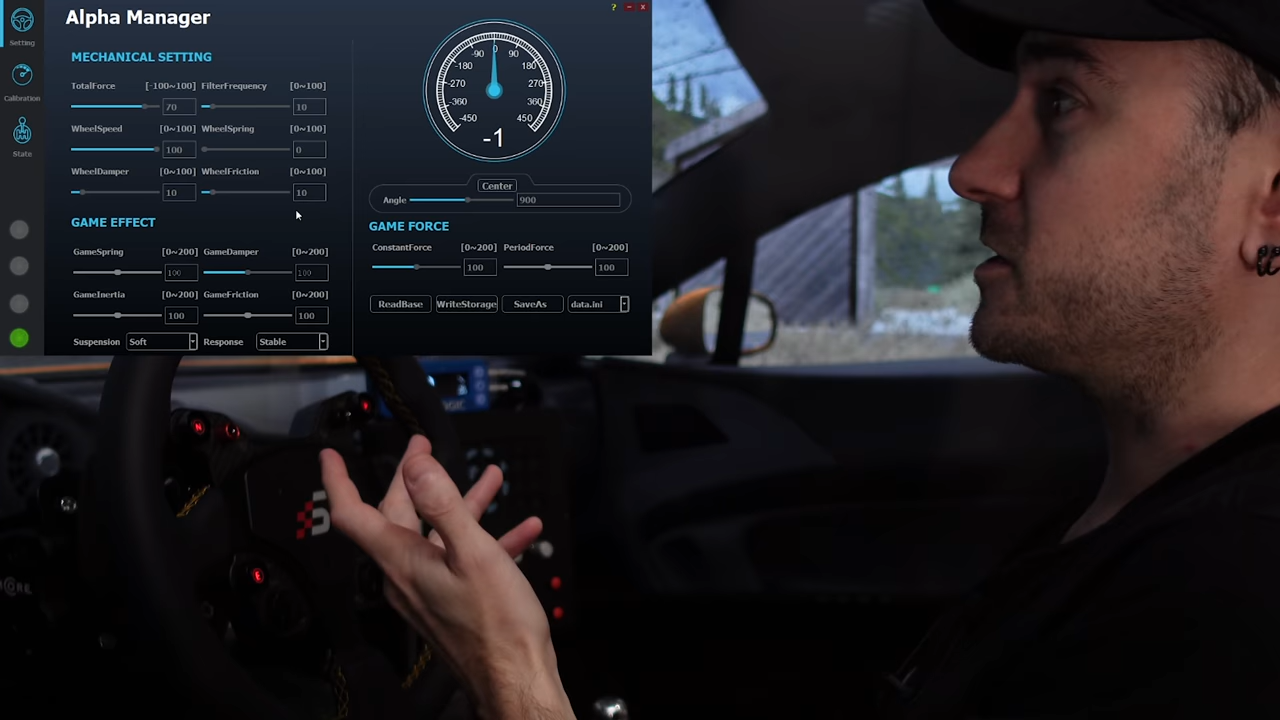 Alpha Manager
? – x
Setting
Calibration
State
MECHANICAL SETTING
TotalForce [-100~100] FilterFrequency [0~100]
70 10
WheelSpeed [0~100] WheelSpring [0~100]
100 0
WheelDamper [0~100] WheelFriction [0~100]
10 10
GAME EFFECT
GameSpring [0~200] GameDamper [0~200]
100 100
GameInertia [0~200] GameFriction [0~200]
100 100
Suspension Soft Response Stable
0
-90 90
-180 180
-270 270
-360 360
-450 450
-1
Center
Angle 900
GAME FORCE
ConstantForce [0~200] PeriodForce [0~200]
100 100
ReadBase WriteStorage SaveAs data.ini
N
E